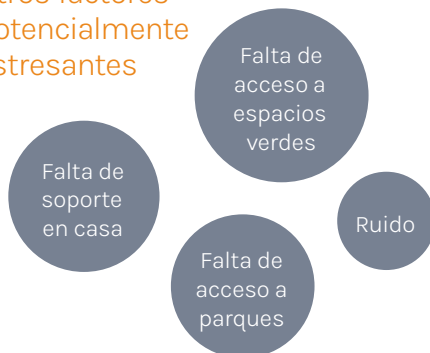 tros factores
otencialmente
stresantes
Falta de
acceso a
espacios
verdes
Falta de
soporte
en casa
Ruido
Falta de
acceso a
parques